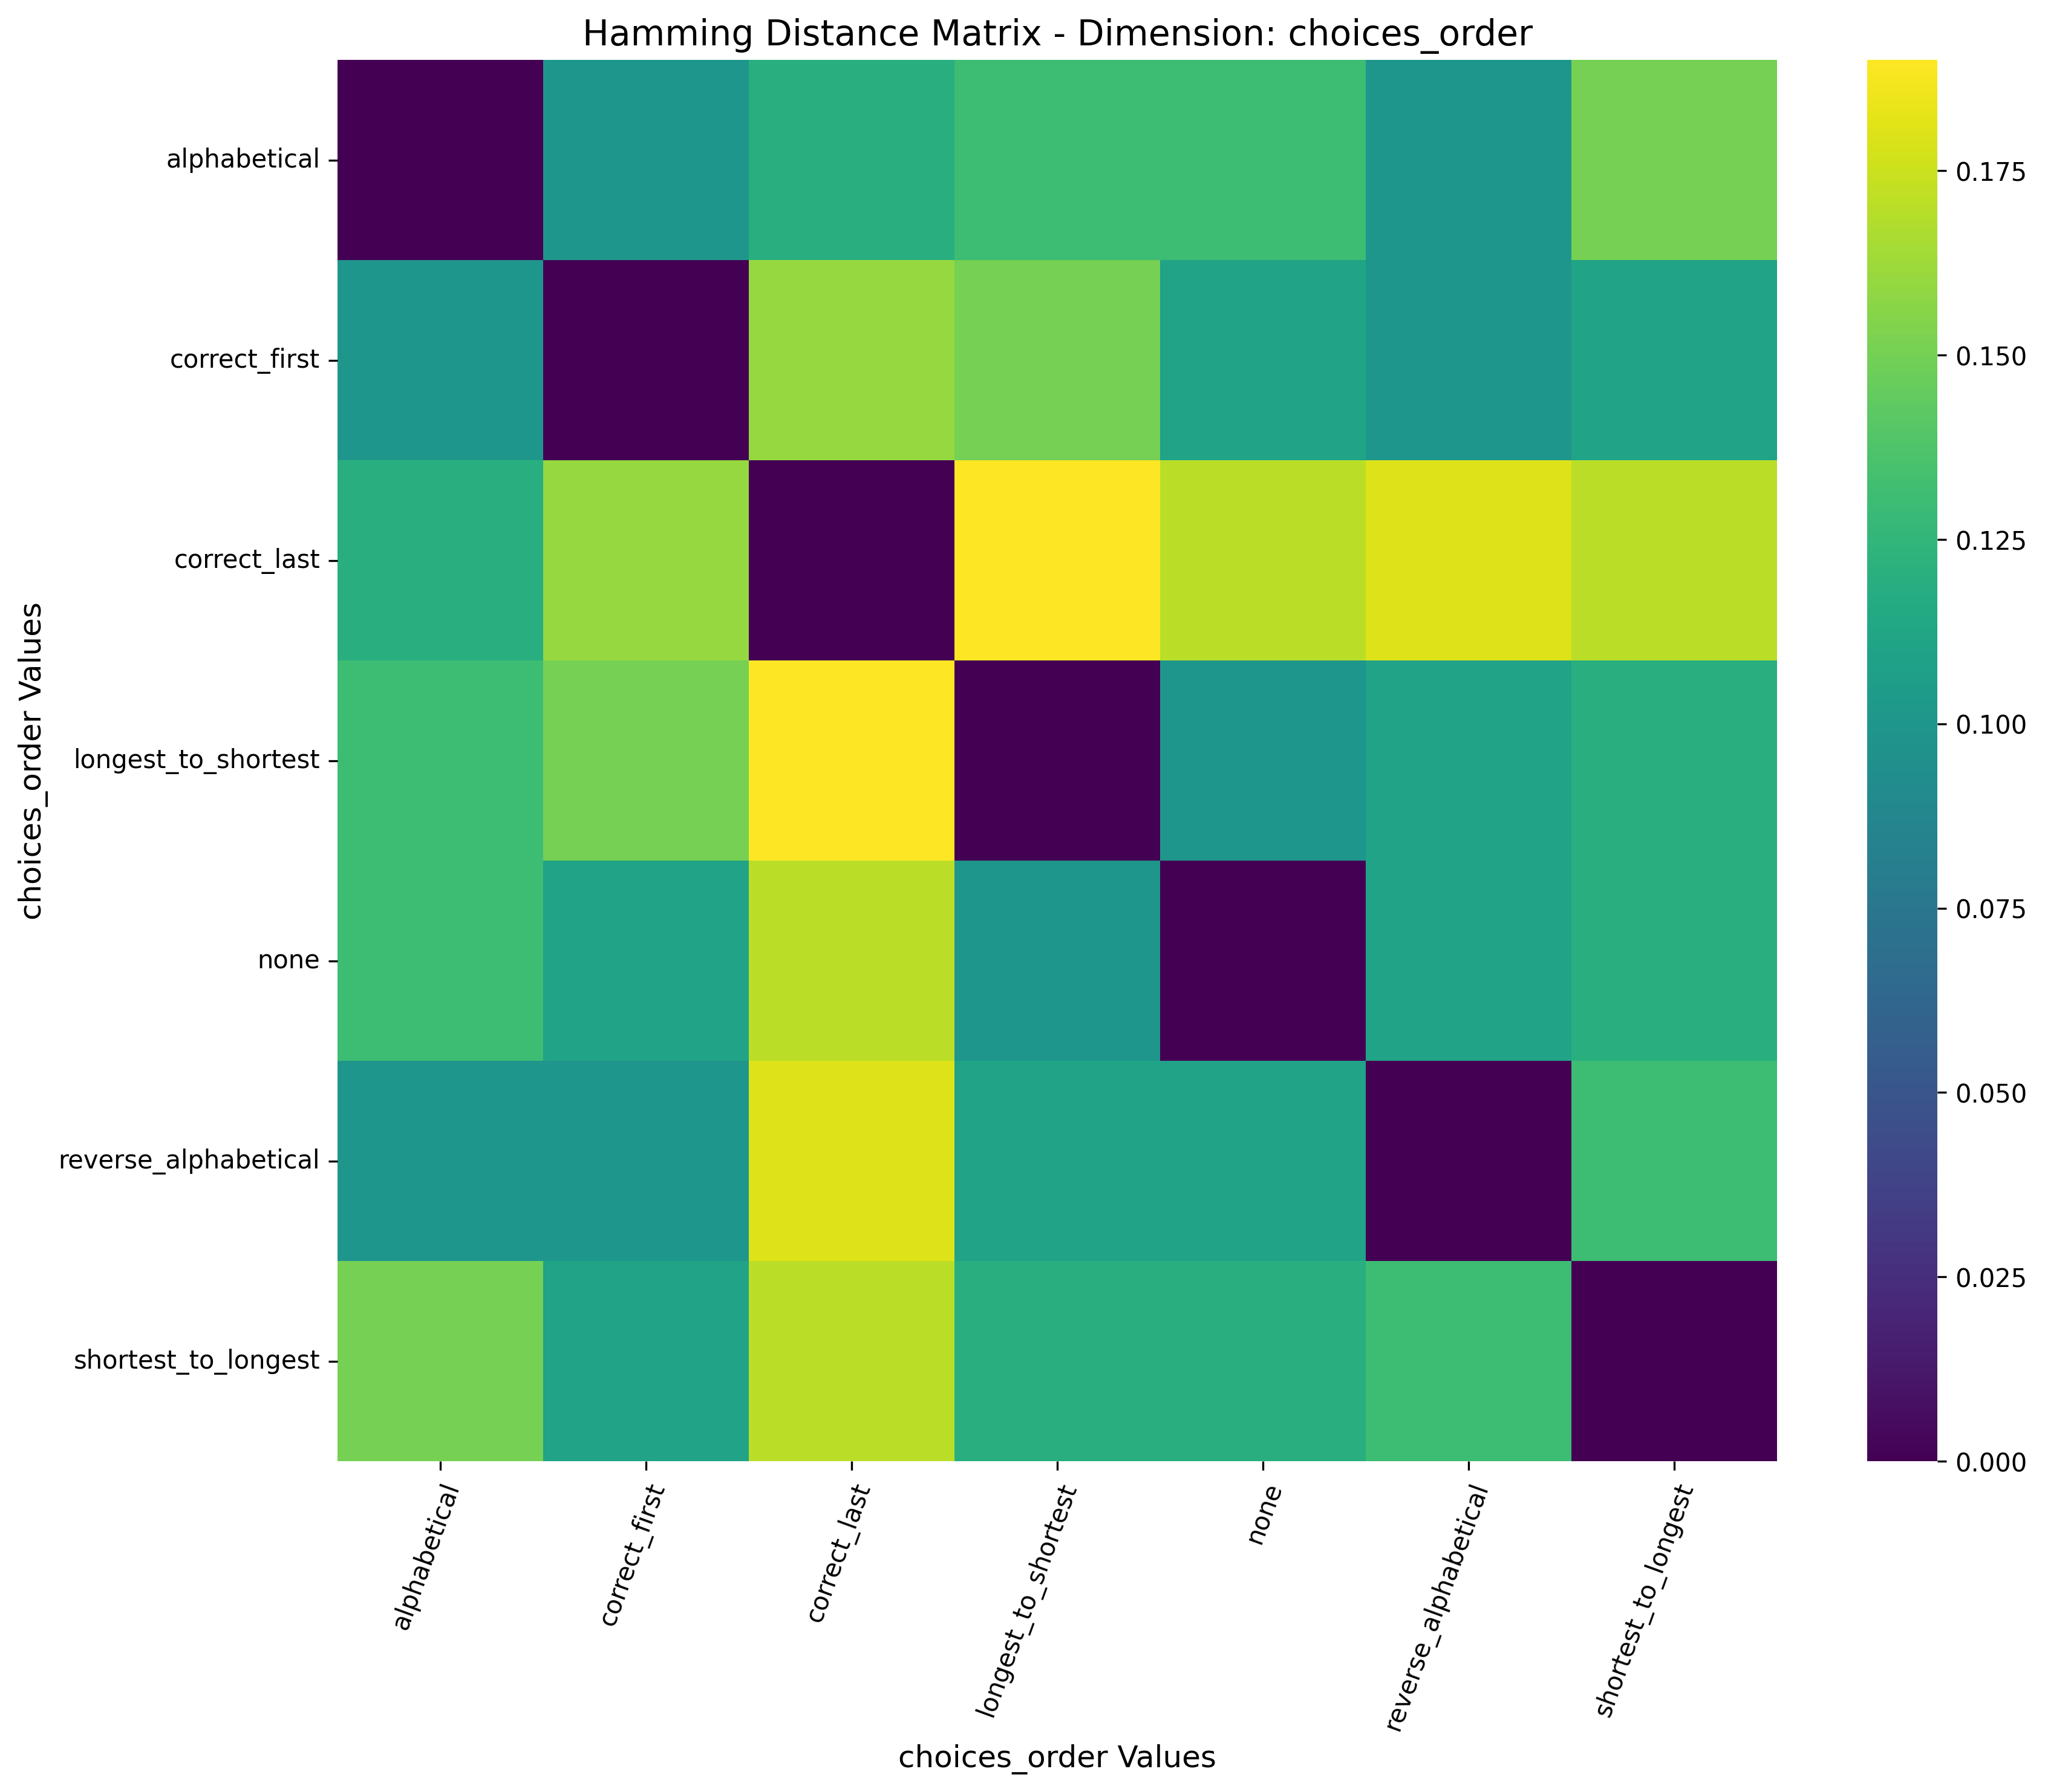 Hamming Distance Matrix - Dimension: choices_order
choices_order Values
alphabetical
correct_first
correct_last
longest_to_shortest
none
reverse_alphabetical
shortest_to_longest
alphabetical
correct_first
correct_last
longest_to_shortest
none
reverse_alphabetical
shortest_to_longest
choices_order Values
0.175
0.150
0.125
0.100
0.075
0.050
0.025
0.000